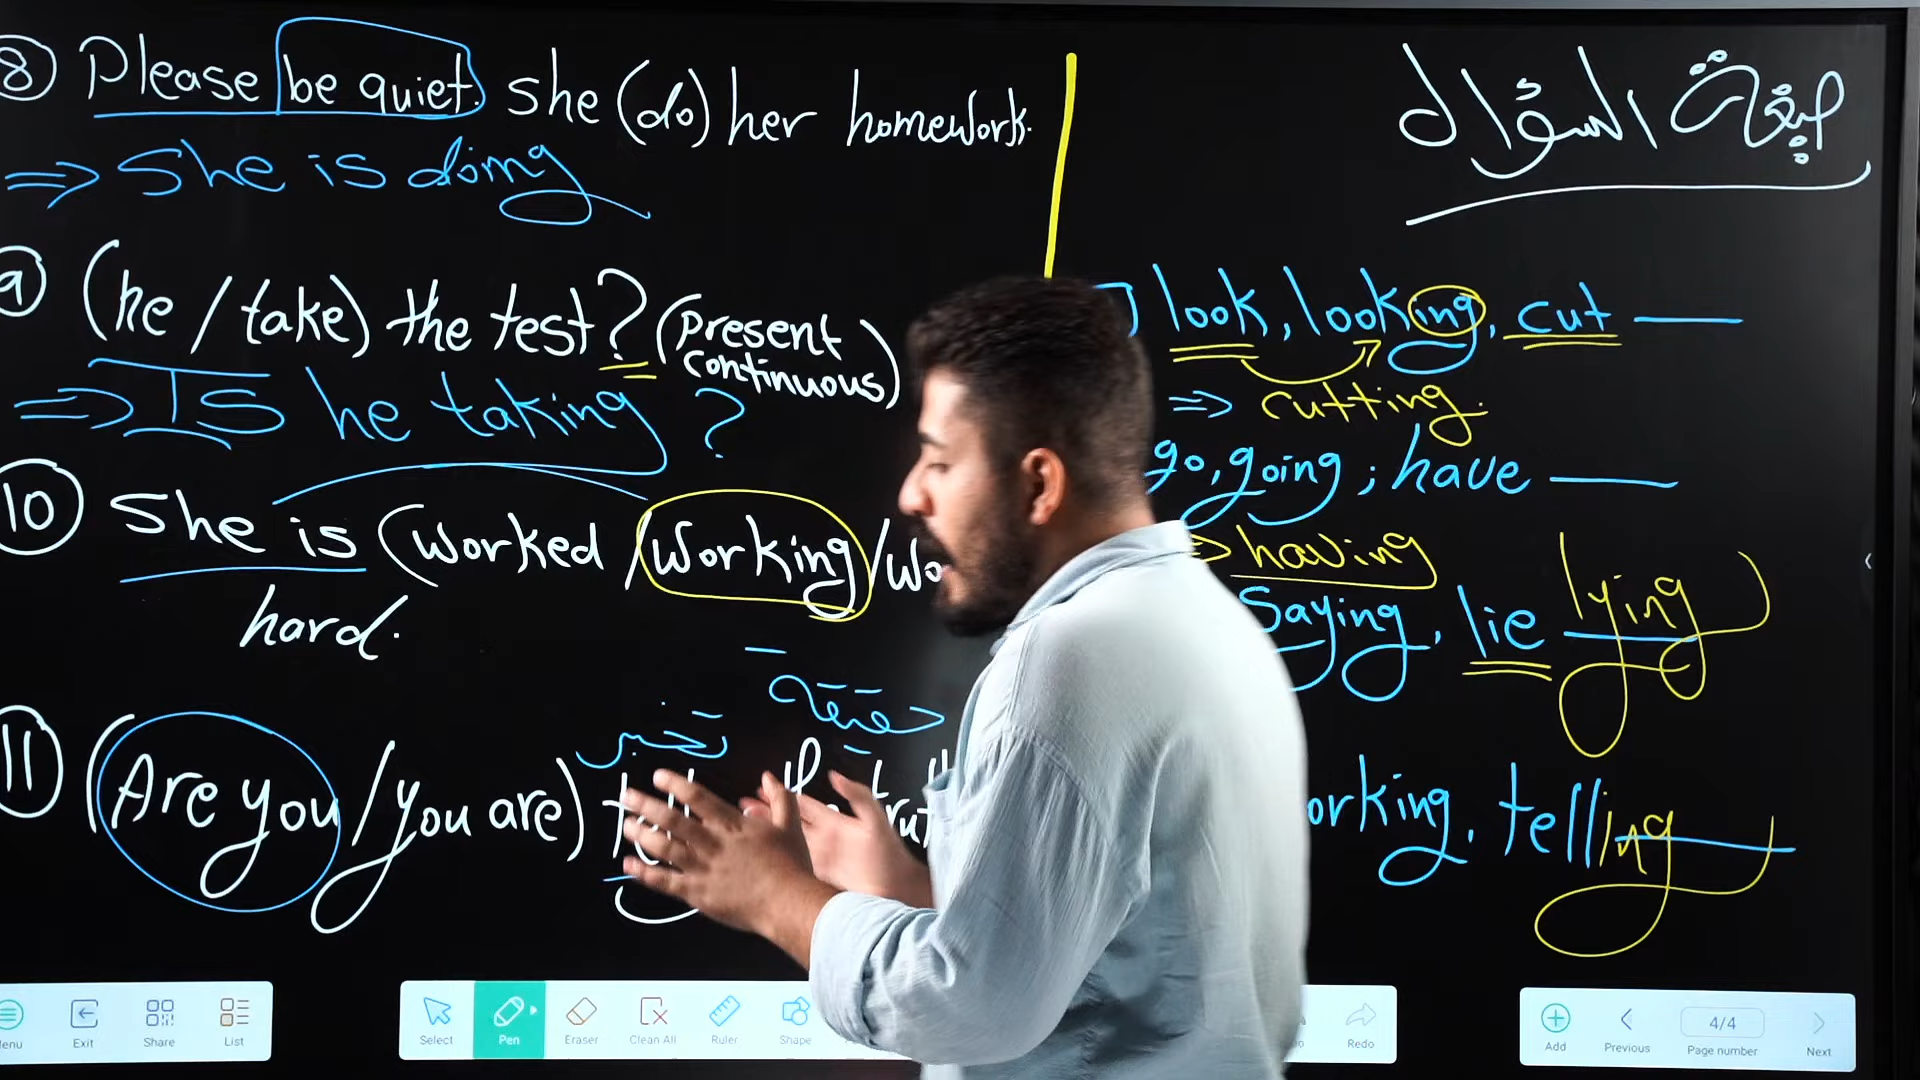 8 Please be quiet. she (do) her homework.
⇒ She is doing
9 (he / take) the test? (present continuous)
⇒ Is he taking ?
10 She is (worked / working /
hard.
11 (Are you / you are)
صيغة السؤال
look, looking, cut
⇒ cutting.
go, going ; have
having
saying, lie lying
telling
Exit Share List
Select Pen Eraser Clean All Ruler Shape
Redo
Add Previous 4/4 Page number Next